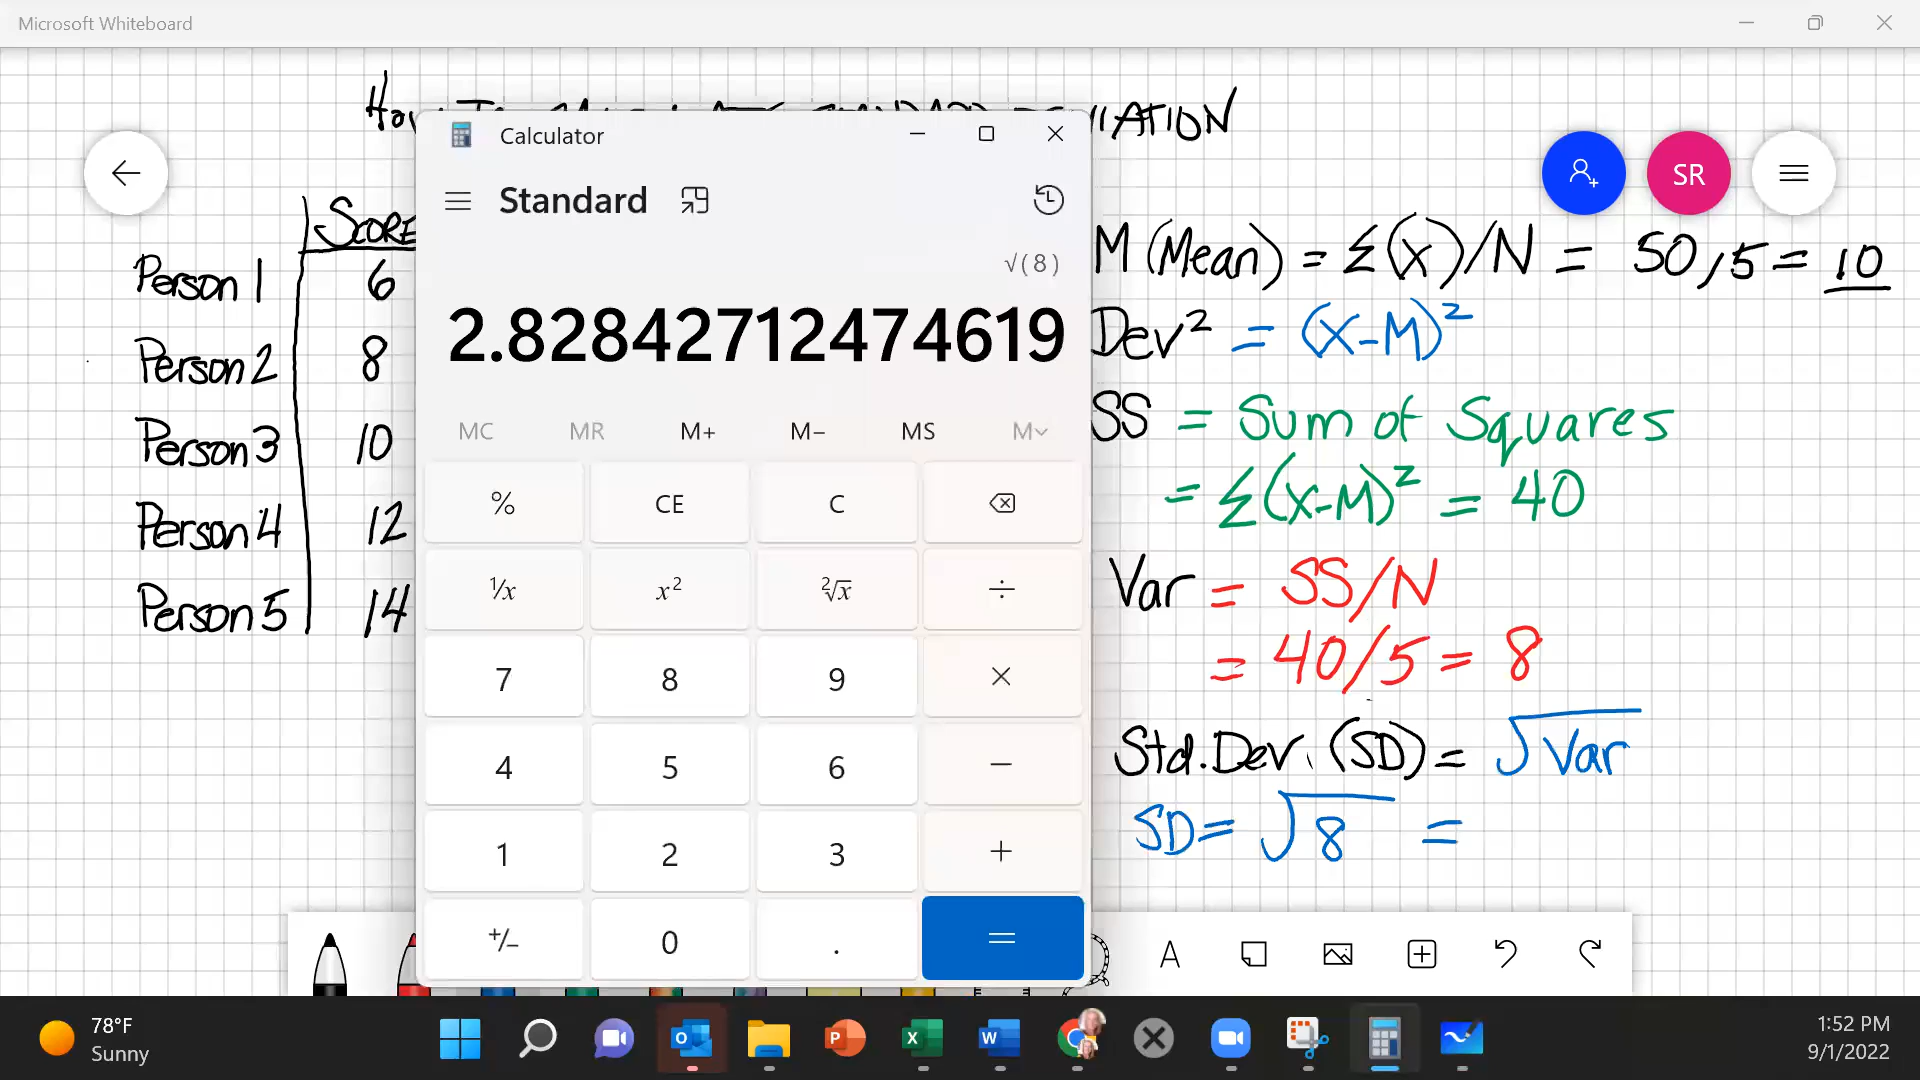 Microsoft Whiteboard
Calculator
Standard
√(8)
2.82842712474619
MC MR M+ M− MS M˅
% CE C
¹⁄x x² ²√x ÷
7 8 9 ×
4 5 6 −
1 2 3 +
+/− 0 . =
SCORE
Person 1 6
Person 2 8
Person 3 10
Person 4 12
Person 5 14
SR
M (Mean) = Σ(X)/N = 50/5 = 10
Dev² = (X-M)²
SS = Sum of Squares
= Σ(X-M)² = 40
Var = SS/N
= 40/5 = 8
Std. Dev. (SD) = √Var
SD = √8 =
A
78°F
Sunny
1:52 PM
9/1/2022